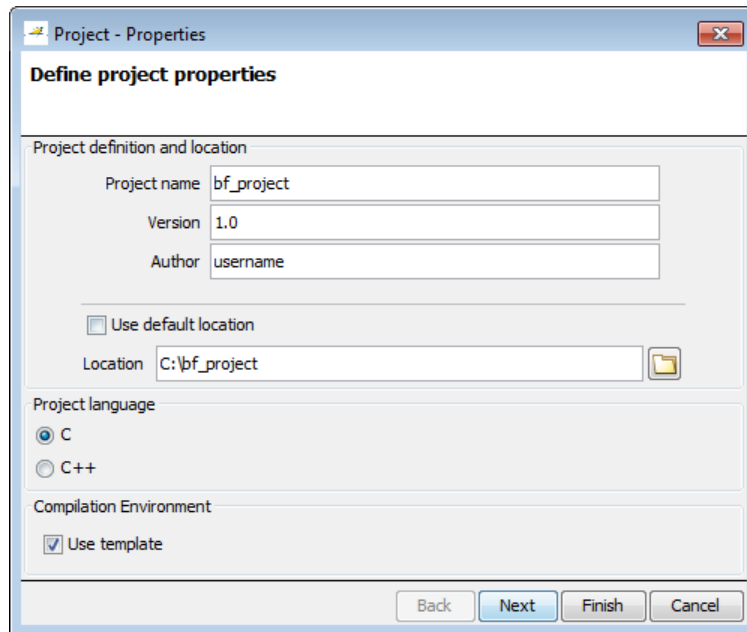 Project - Properties
Define project properties
Project definition and location
Project name bf_project
Version 1.0
Author username
Use default location
Location C:\bf_project
Project language
C
C++
Compilation Environment
Use template
Back Next Finish Cancel